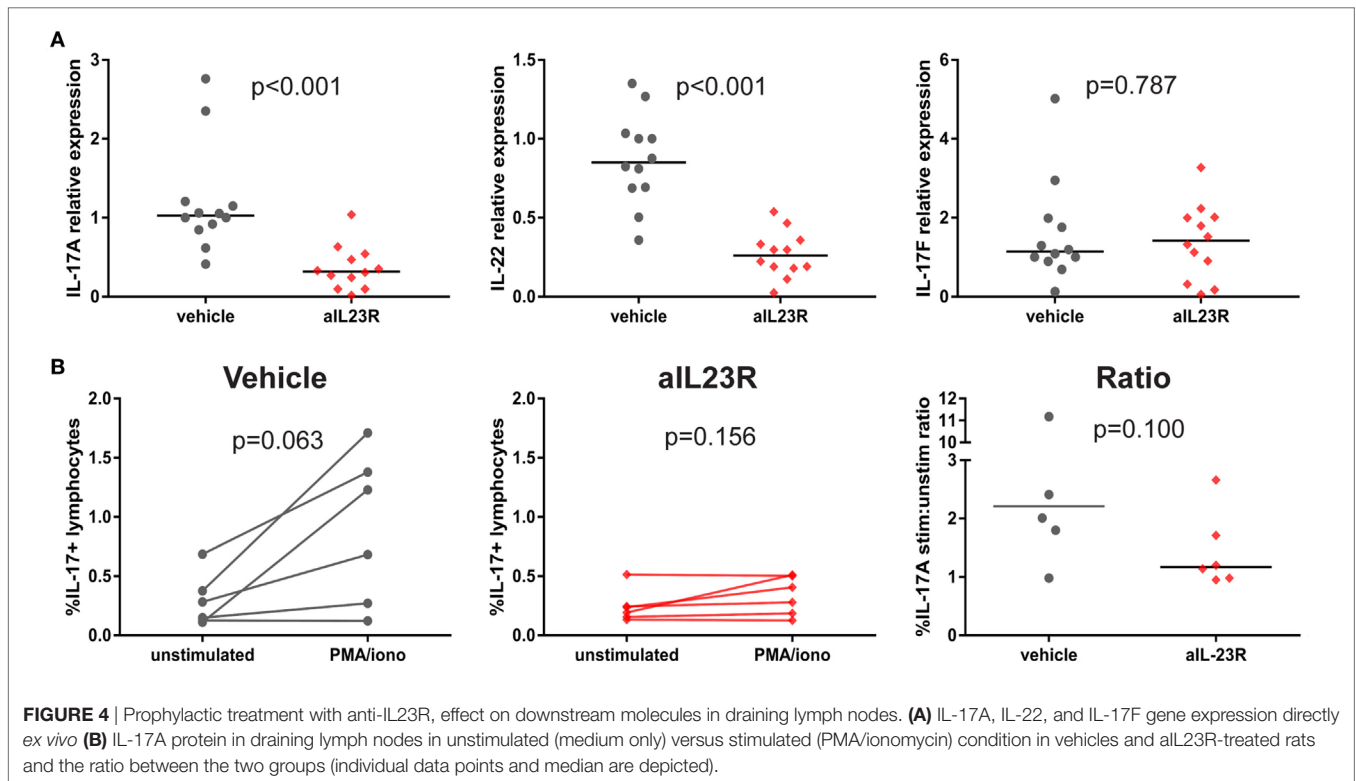 A
IL-17A relative expression
3
2
1
0
p<0.001
vehicle
aIL23R
IL-22 relative expression
1.5
1.0
0.5
0.0
p<0.001
vehicle
aIL23R
IL-17F relative expression
6
4
2
0
p=0.787
vehicle
aIL23R
B
Vehicle
%IL-17+ lymphocytes
2.0
1.5
1.0
0.5
0.0
p=0.063
unstimulated
PMA/iono
aIL23R
%IL-17+ lymphocytes
2.0
1.5
1.0
0.5
0.0
p=0.156
unstimulated
PMA/iono
Ratio
%IL-17A stim:unstim ratio
12
11
10
3
2
1
0
p=0.100
vehicle
aIL-23R
FIGURE 4 | Prophylactic treatment with anti-IL23R, effect on downstream molecules in draining lymph nodes. (A) IL-17A, IL-22, and IL-17F gene expression directly
ex vivo (B) IL-17A protein in draining lymph nodes in unstimulated (medium only) versus stimulated (PMA/ionomycin) condition in vehicles and aIL23R-treated rats
and the ratio between the two groups (individual data points and median are depicted).